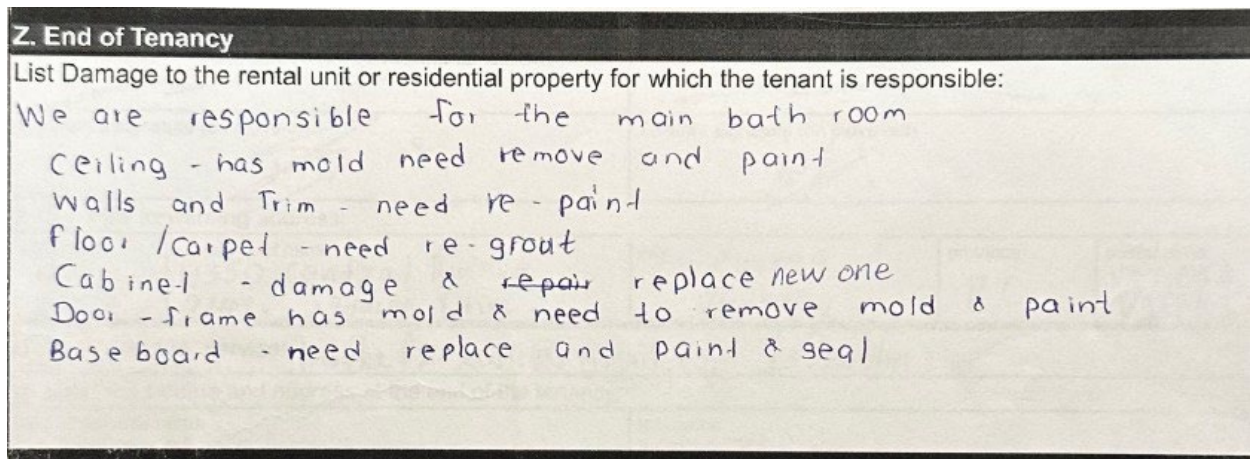 Z. End of Tenancy
List Damage to the rental unit or residential property for which the tenant is responsible:
We are responsible for the main bath room
Ceiling - has mold need remove and paint
Walls and Trim - need re - paint
floor / carpet - need re - grout
Cabinet - damage & repair replace new one
Door - frame has mold & need to remove mold & paint
Base board - need replace and paint & seal